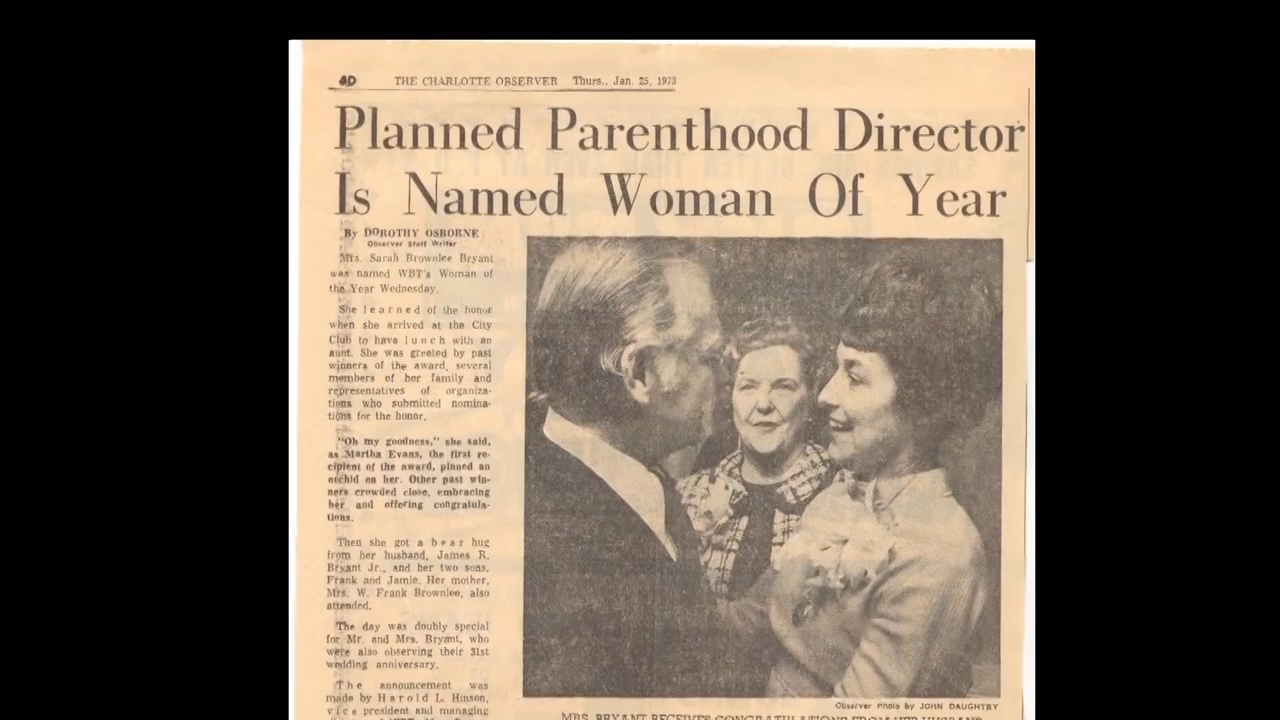 4D THE CHARLOTTE OBSERVER Thurs., Jan. 25, 1973
Planned Parenthood Director
Is Named Woman Of Year
By DOROTHY OSBORNE
Observer Staff Writer
Mrs. Sarah Brownlee Bryant
was named WBT's Woman of
the Year Wednesday.
She learned of the honor
when she arrived at the City
Club to have lunch with an
aunt. She was greeted by past
winners of the award, several
members of her family and
representatives of organiza-
tions who submitted nomina-
tions for the honor.
"Oh my goodness," she said,
as Martha Evans, the first re-
cipient of the award, pinned an
orchid on her. Other past win-
ners crowded close, embracing
her and offering congratula-
tions.
Then she got a bear hug
from her husband, James R.
Bryant Jr., and her two sons,
Frank and Jamie. Her mother,
Mrs. W. Frank Brownlee, also
attended.
The day was doubly special
for Mr. and Mrs. Bryant, who
were also observing their 31st
wedding anniversary.
The announcement was
made by Harold L. Hinson,
vice president and managing
Observer Photo by JOHN DAUGHTRY
MRS. BRYANT RECEIVES CONGRATULATIONS FROM HER HUSBAND